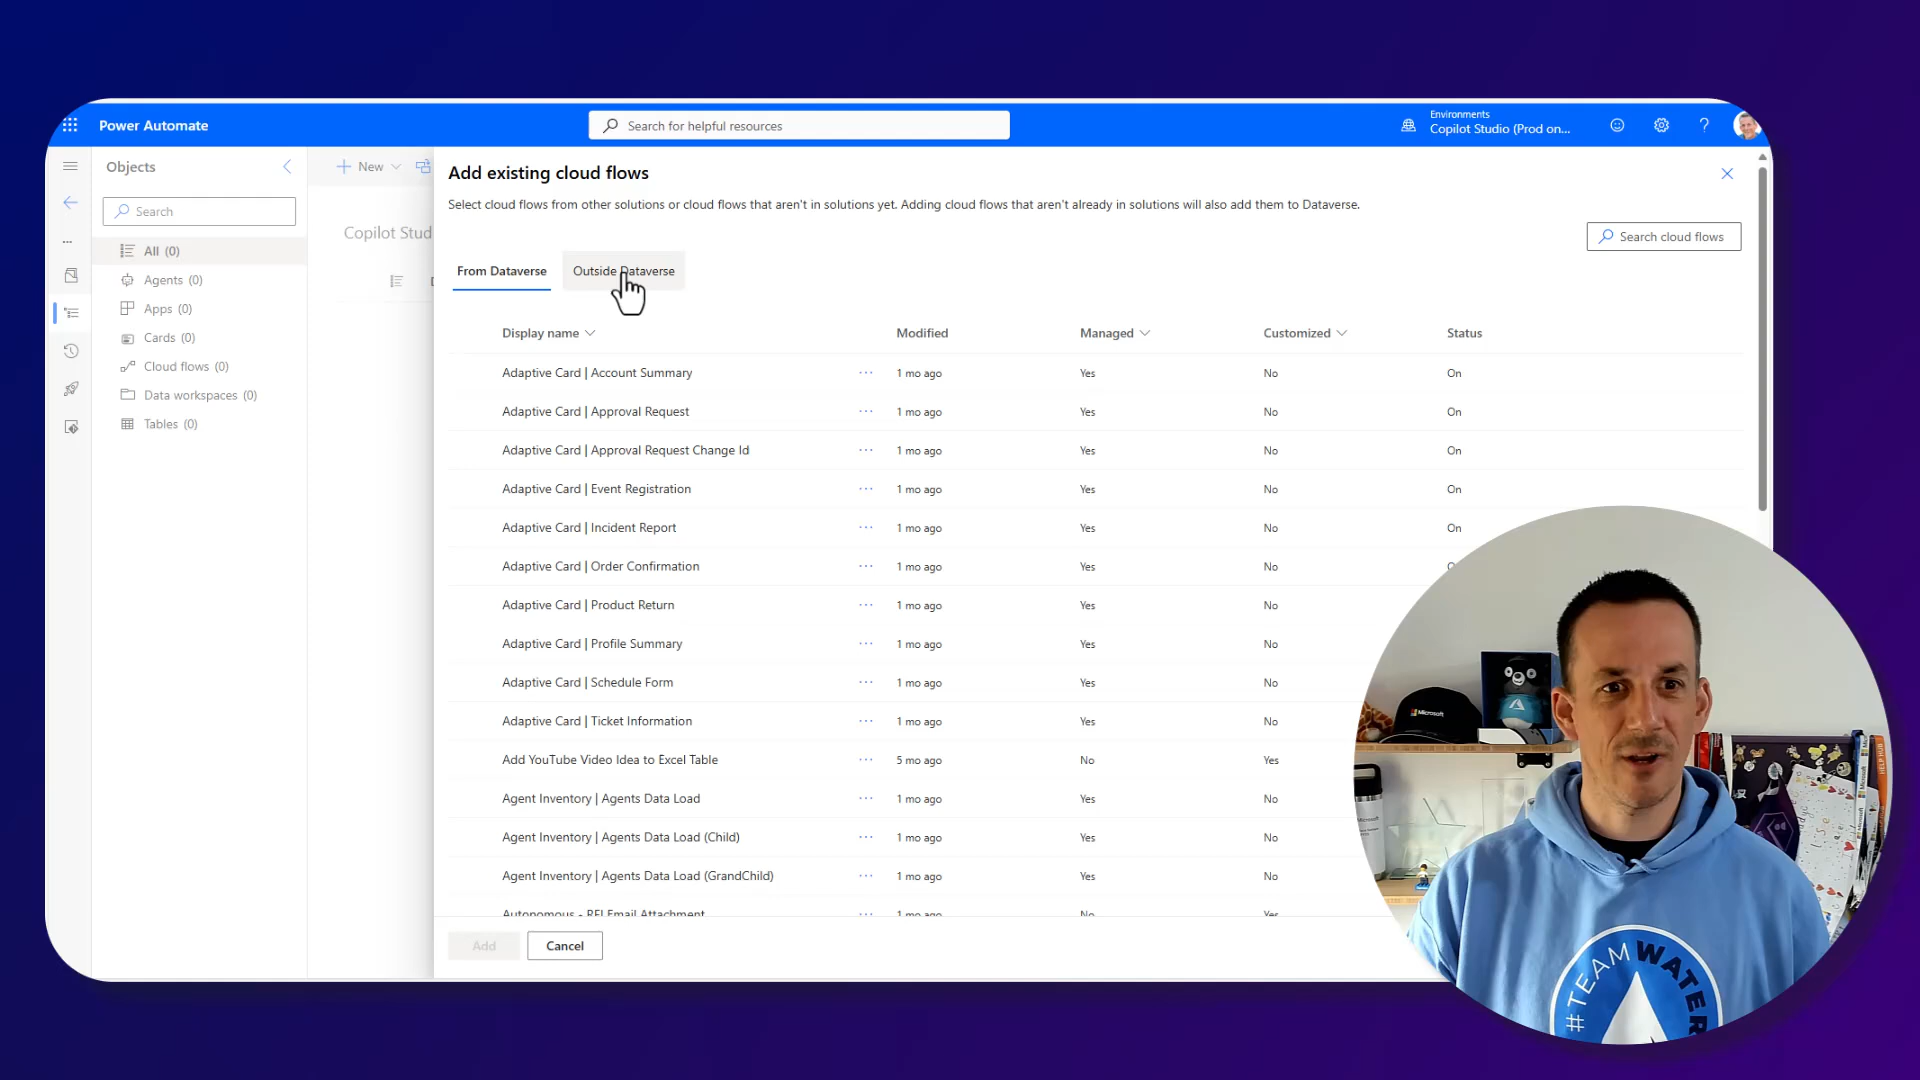 Power Automate
Search for helpful resources
Environments
Copilot Studio (Prod on...
Objects
New
Search
All (0)
Agents (0)
Apps (0)
Cards (0)
Cloud flows (0)
Data workspaces (0)
Tables (0)
Copilot Stud
Add existing cloud flows
Select cloud flows from other solutions or cloud flows that aren't in solutions yet. Adding cloud flows that aren't already in solutions will also add them to Dataverse.
Search cloud flows
From Dataverse Outside Dataverse
Display name Modified Managed Customized Status
Adaptive Card | Account Summary ... 1 mo ago Yes No On
Adaptive Card | Approval Request ... 1 mo ago Yes No On
Adaptive Card | Approval Request Change Id ... 1 mo ago Yes No On
Adaptive Card | Event Registration ... 1 mo ago Yes No On
Adaptive Card | Incident Report ... 1 mo ago Yes No On
Adaptive Card | Order Confirmation ... 1 mo ago Yes No
Adaptive Card | Product Return ... 1 mo ago Yes No
Adaptive Card | Profile Summary ... 1 mo ago Yes No
Adaptive Card | Schedule Form ... 1 mo ago Yes No
Adaptive Card | Ticket Information ... 1 mo ago Yes No
Add YouTube Video Idea to Excel Table ... 5 mo ago No Yes
Agent Inventory | Agents Data Load ... 1 mo ago Yes No
Agent Inventory | Agents Data Load (Child) ... 1 mo ago Yes No
Agent Inventory | Agents Data Load (GrandChild) ... 1 mo ago Yes No
Autonomous - RFI Email Attachment ... 1 mo ago No Yes
Add
Cancel
Microsoft
#TEAMWATER